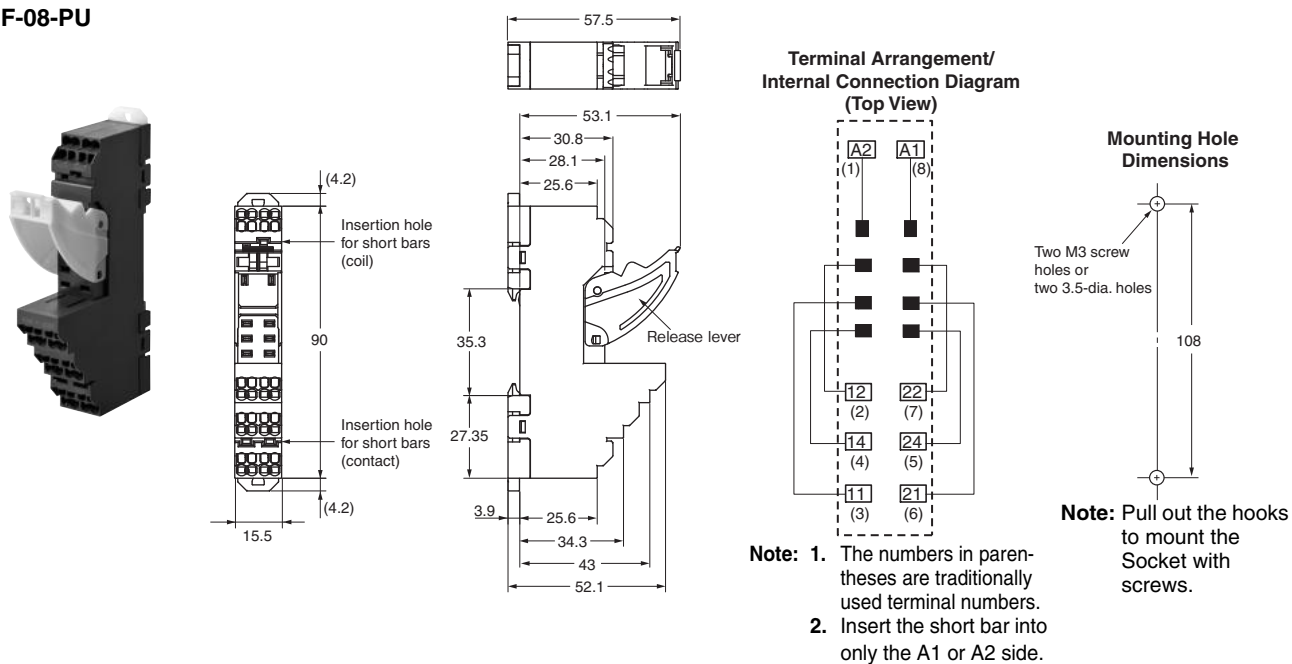 F-08-PU
57.5
53.1
30.8
28.1
25.6
(4.2)
Insertion hole
for short bars
(coil)
90
Insertion hole
for short bars
(contact)
(4.2)
15.5
35.3
Release lever
27.35
3.9
25.6
34.3
43
52.1
Terminal Arrangement/
Internal Connection Diagram
(Top View)
A2 A1
(1) (8)
12 22
(2) (7)
14 24
(4) (5)
11 21
(3) (6)
Note: 1. The numbers in paren-
theses are traditionally
used terminal numbers.
2. Insert the short bar into
only the A1 or A2 side.
Mounting Hole
Dimensions
Two M3 screw
holes or
two 3.5-dia. holes
108
Note: Pull out the hooks
to mount the
Socket with
screws.